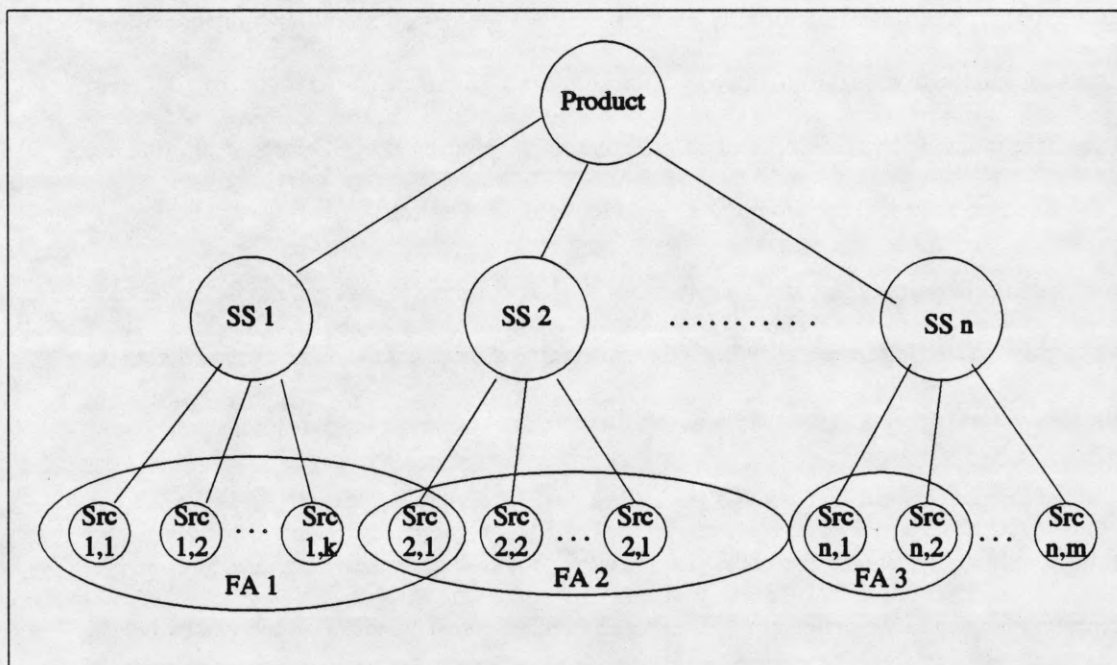 Product
SS 1
SS 2
..........
SS n
Src
1,1
Src
1,2
...
Src
1,k
Src
2,1
Src
2,2
...
Src
2,1
Src
n,1
Src
n,2
...
Src
n,m
FA 1
FA 2
FA 3